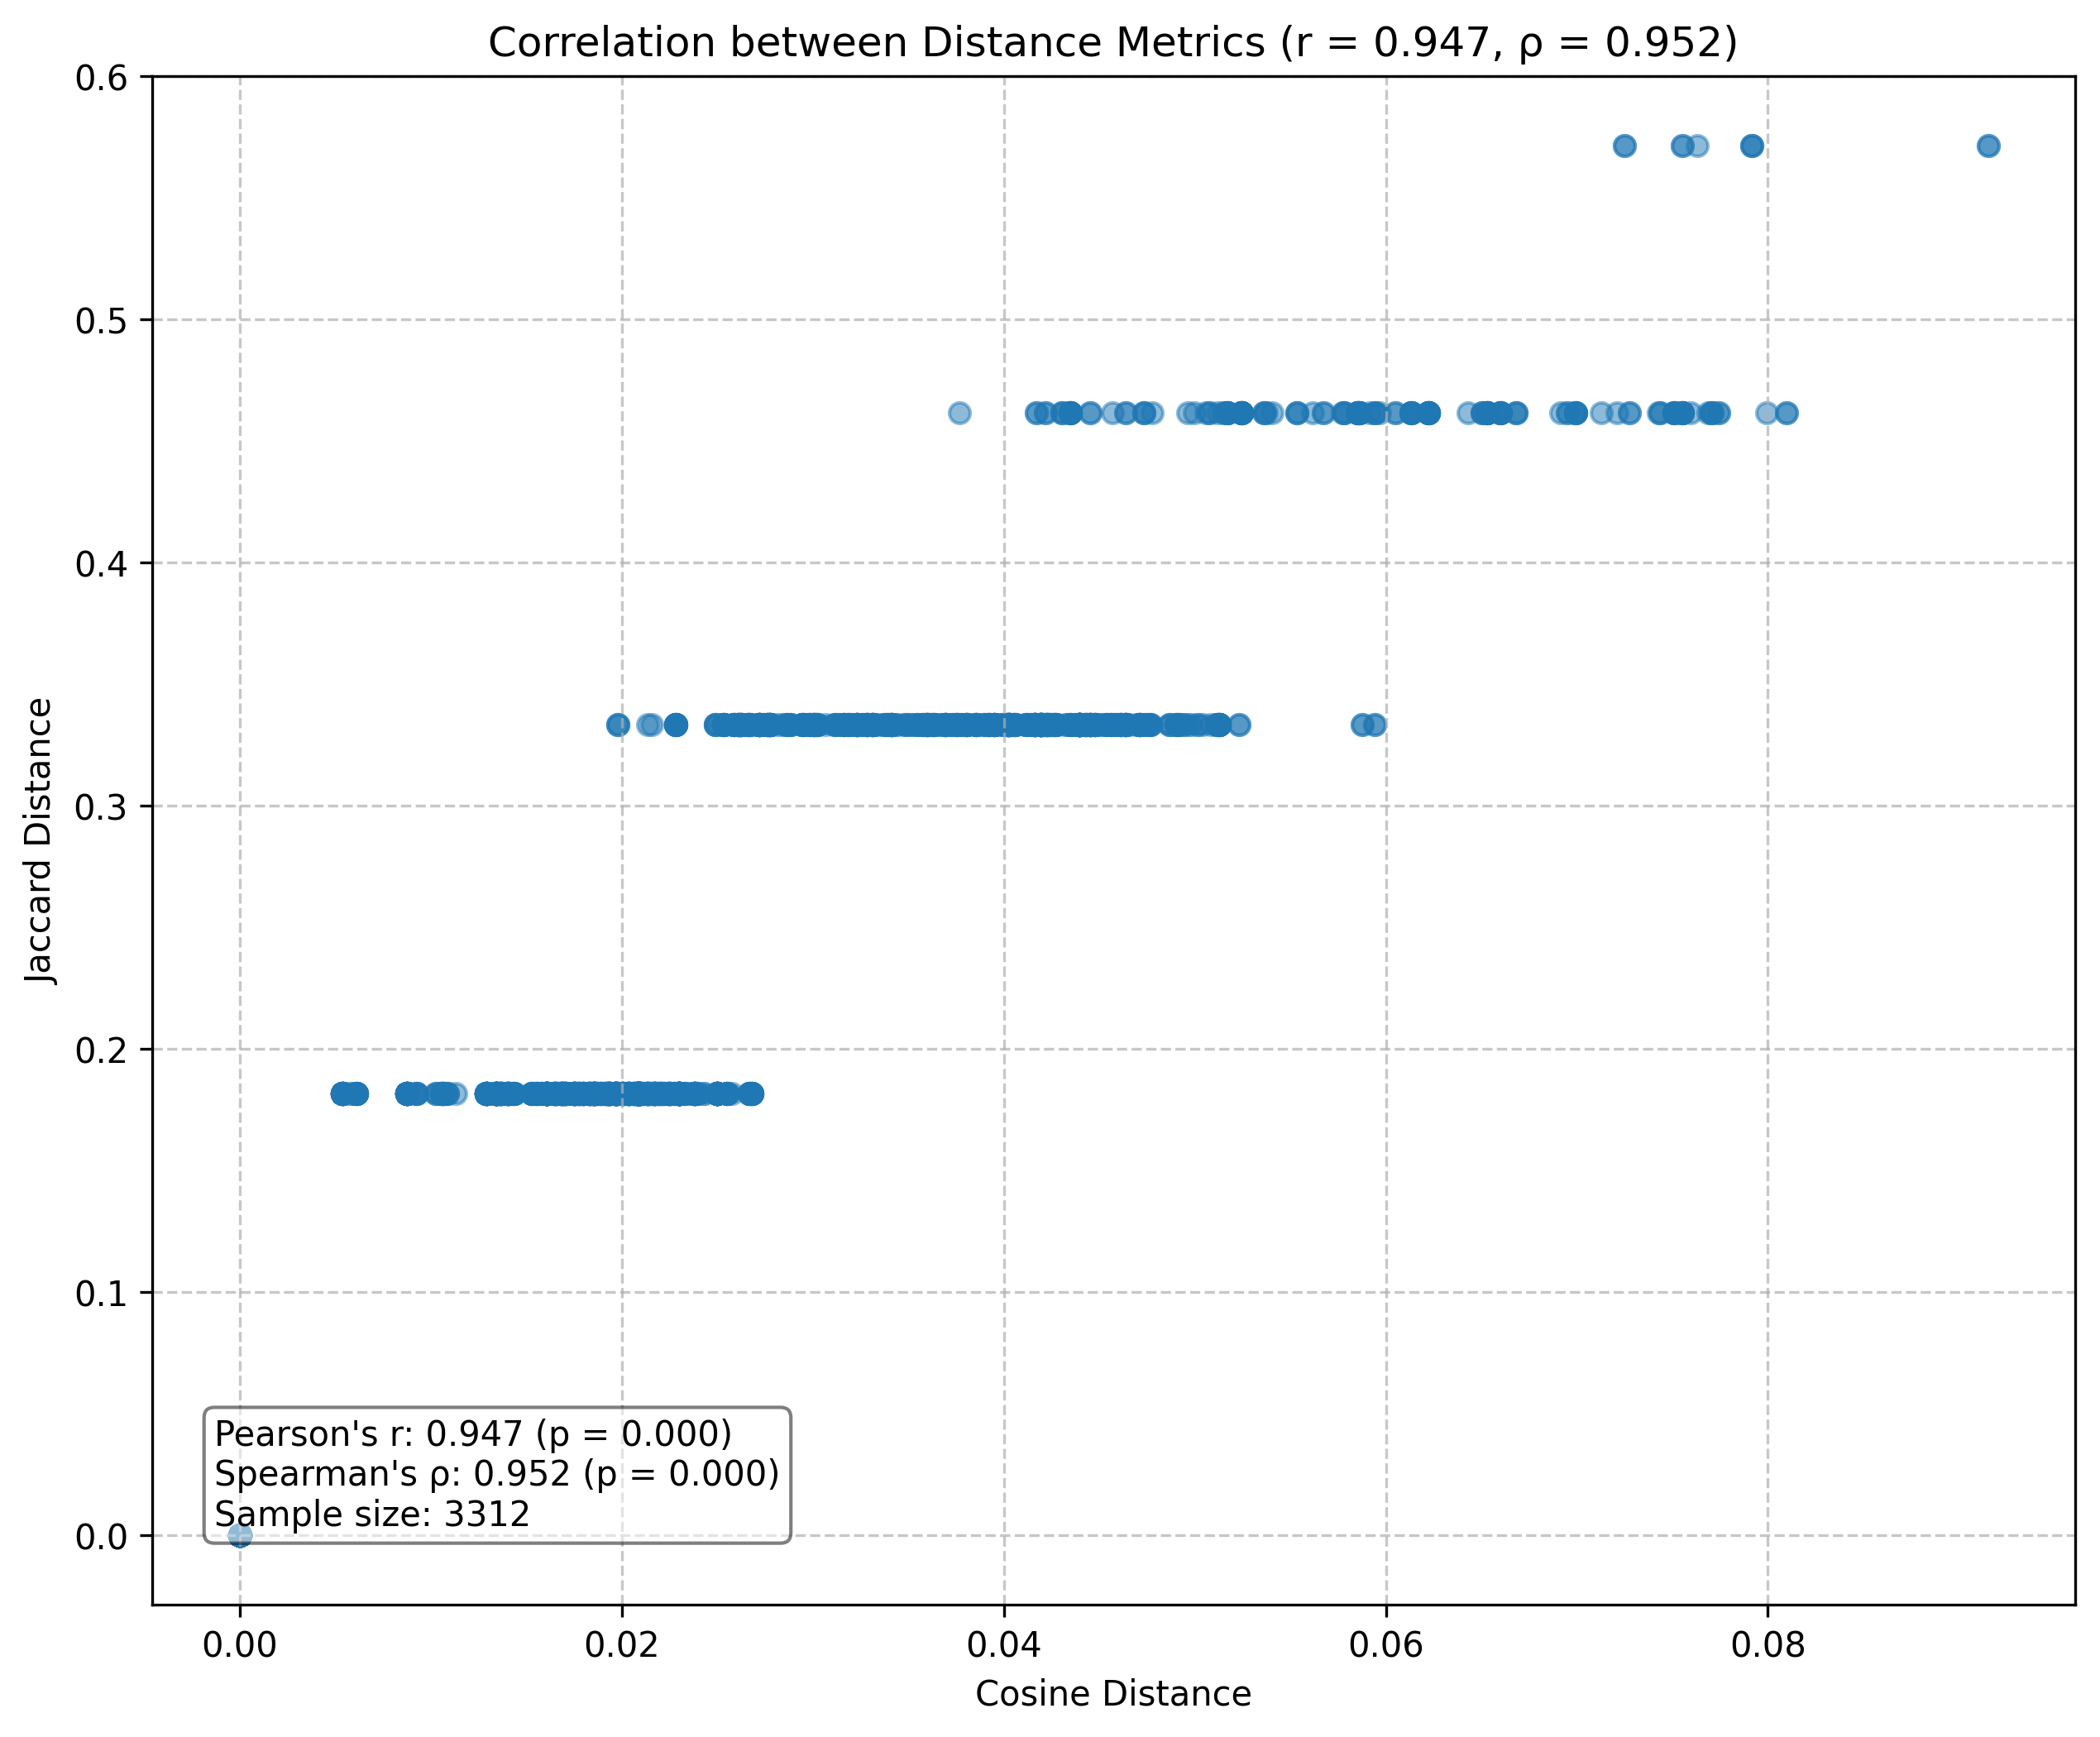 Correlation between Distance Metrics (r = 0.947, ρ = 0.952)
0.6
0.5
0.4
0.3
0.2
0.1
0.0
Jaccard Distance
Pearson's r: 0.947 (p = 0.000)
Spearman's ρ: 0.952 (p = 0.000)
Sample size: 3312
0.00 0.02 0.04 0.06 0.08
Cosine Distance